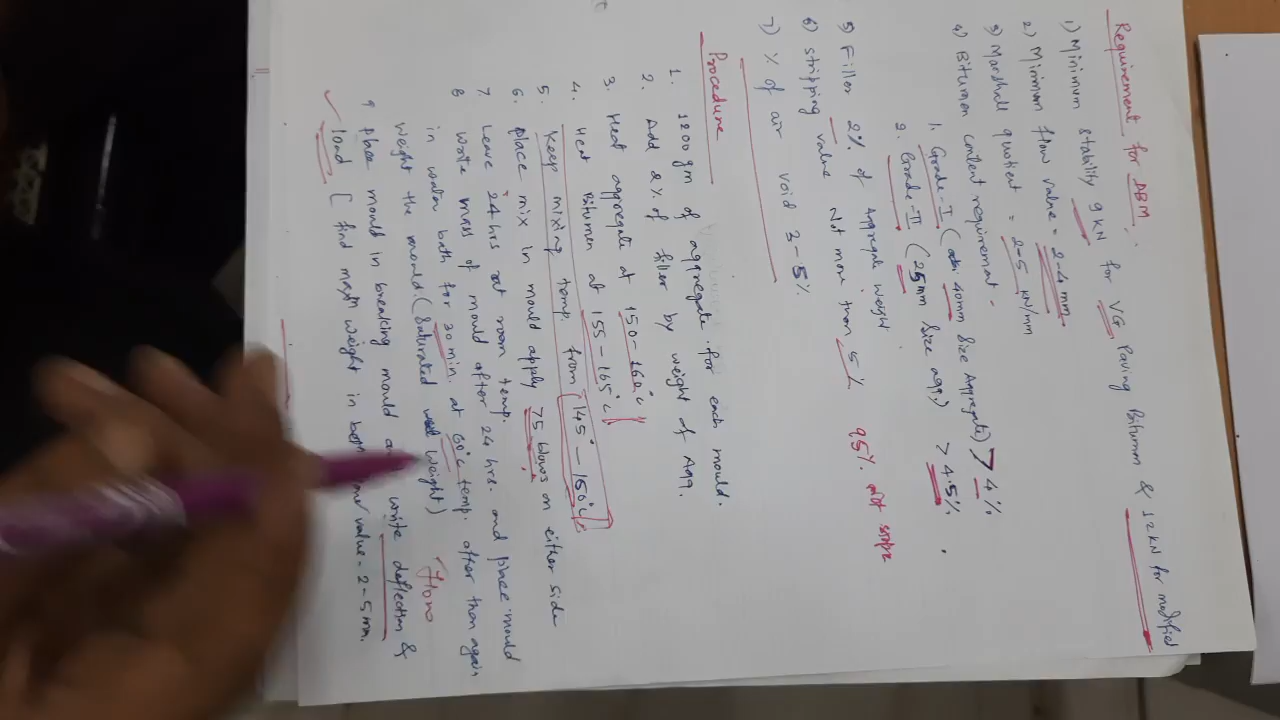 Requirement for DBM :
1) Minimum stability 9 KN for VG Paving Bitumen & 12KN for modified
2) Minimum flow value = 2-4 mm
3) Marshall quotient = 2-5 KN/mm
4) Bitumen content requirement -
1. Grade-I ( 40mm size Aggregate) > 4%
2. Grade-II (25mm size agg,) > 4.5%.
5) Filler 2% of Aggregate weight
6) stripping value Not more than 5% 95%
7) % of air void 3-5%
Procedure
1. 1200 gm of aggregate for each mould.
2. Add 2% of filler by weight of Agg.
3. Heat aggregate at 150-160°C
4. Heat Bitumen at 155-165°C
5. Keep mixing temp. from (145°-150°C)
6. place mix in mould apply 75 blows on either side
7 Leave 24 hrs at room temp.
8 write mass of mould after 24 hrs. and place mould
in water bath for 30 min. at 60°C temp. after than again
weight the mould. (Saturated weight)
Flow
9 place mould in breaking mould write deflection &
load [ find mass weight in value = 2-5mm.